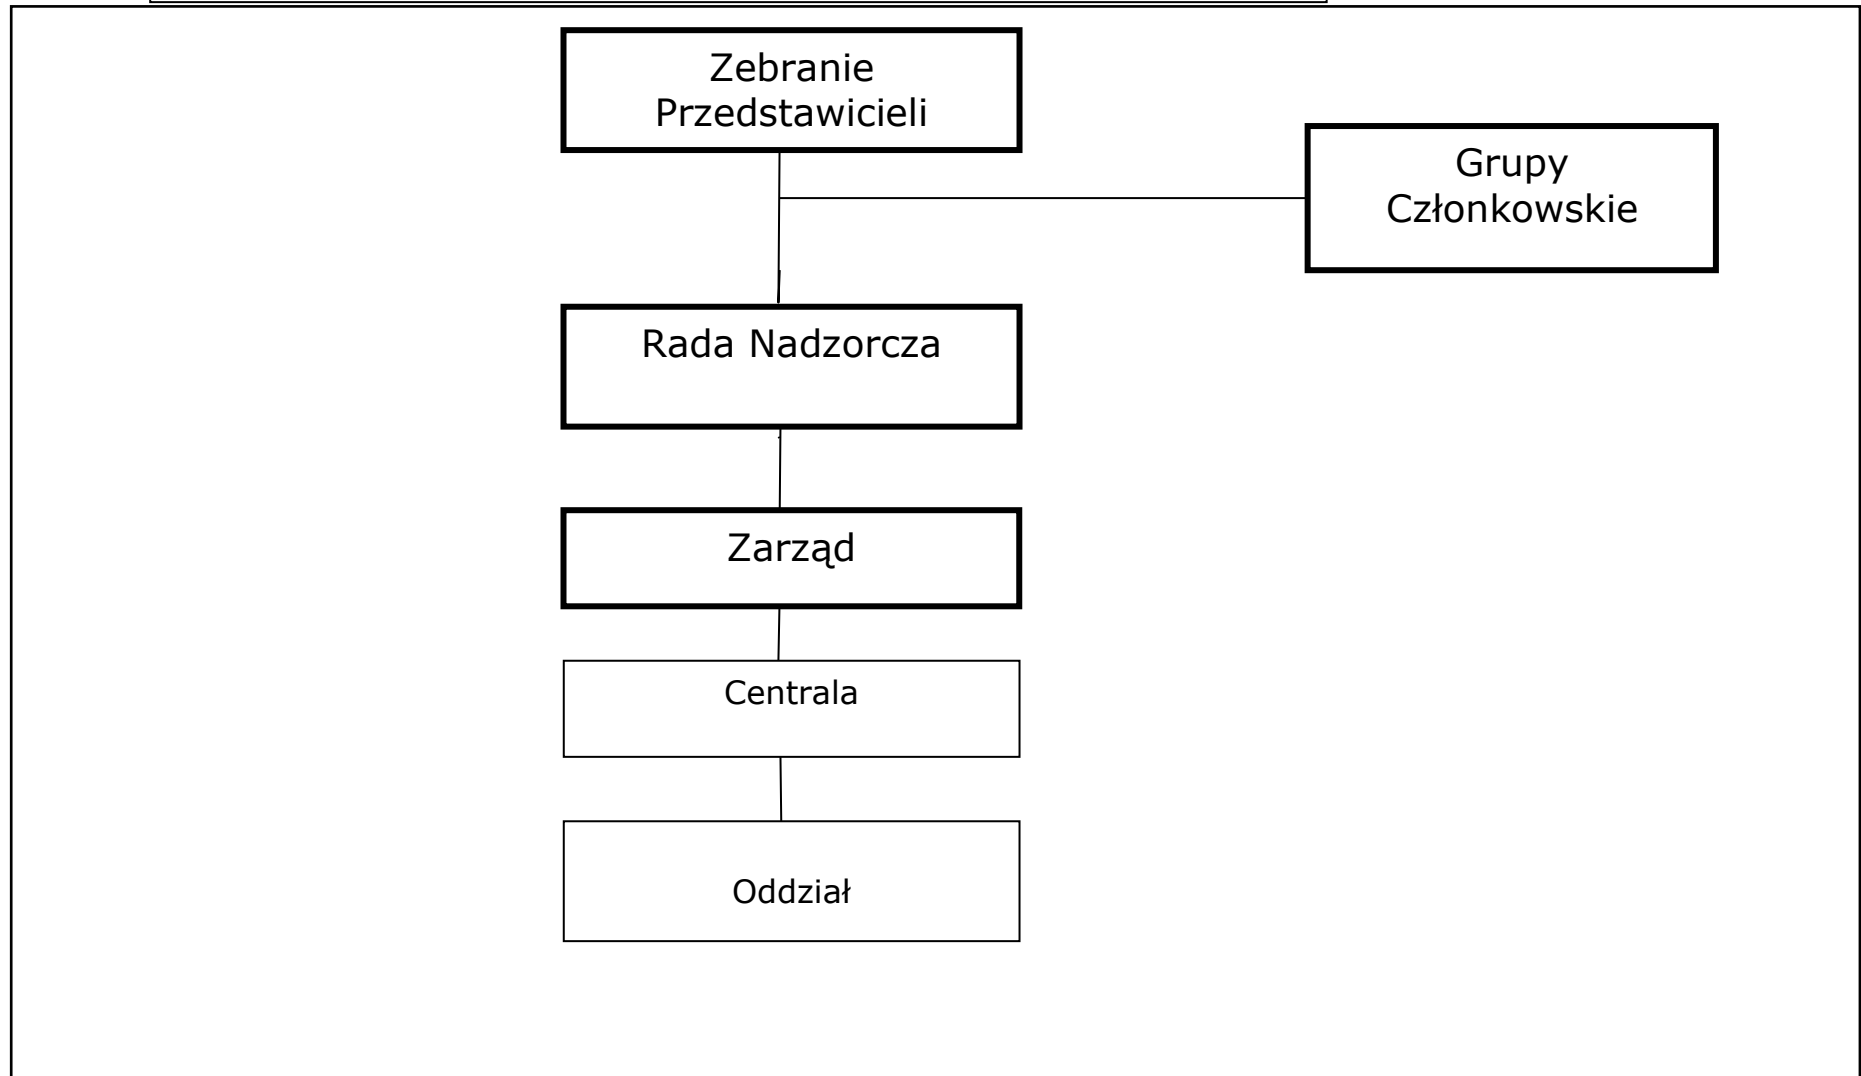 Zebranie
Przedstawicieli
Grupy
Członkowskie
Rada Nadzorcza
Zarząd
Centrala
Oddział